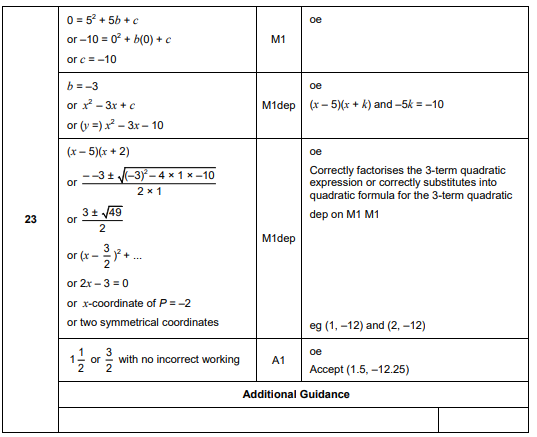 0 = 5² + 5b + c
or –10 = 0² + b(0) + c
or c = –10
M1
oe
b = –3
or x² – 3x + c
or (y =) x² – 3x – 10
M1dep
oe
(x – 5)(x + k) and –5k = –10
23
(x – 5)(x + 2)
or (– –3 ± √((–3)² – 4 × 1 × –10)) / (2 × 1)
or (3 ± √49) / 2
or (x – 3/2)² + ...
or 2x – 3 = 0
or x-coordinate of P = –2
or two symmetrical coordinates
M1dep
oe
Correctly factorises the 3-term quadratic
expression or correctly substitutes into
quadratic formula for the 3-term quadratic
dep on M1 M1
eg (1, –12) and (2, –12)
1 1/2 or 3/2 with no incorrect working
A1
oe
Accept (1.5, –12.25)
Additional Guidance